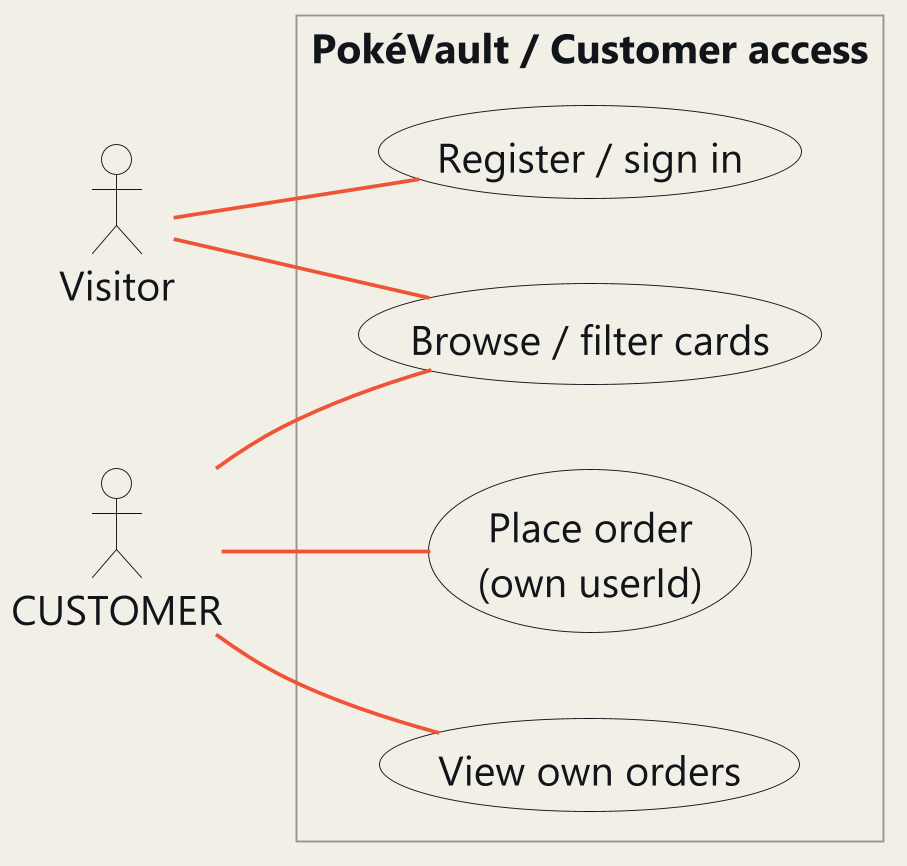 PokéVault / Customer access
Register / sign in
Visitor
Browse / filter cards
Place order
(own userId)
CUSTOMER
View own orders